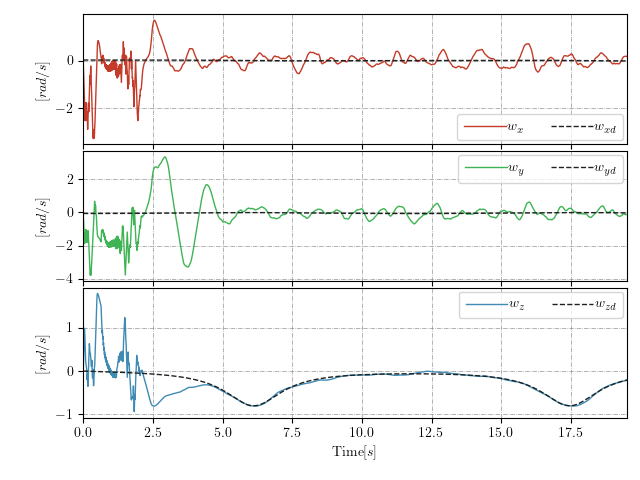 0
−2
[rad/s]
w_x w_xd
2
0
−2
−4
[rad/s]
w_y w_yd
1
0
−1
[rad/s]
w_z w_zd
0.0 2.5 5.0 7.5 10.0 12.5 15.0 17.5
Time[s]